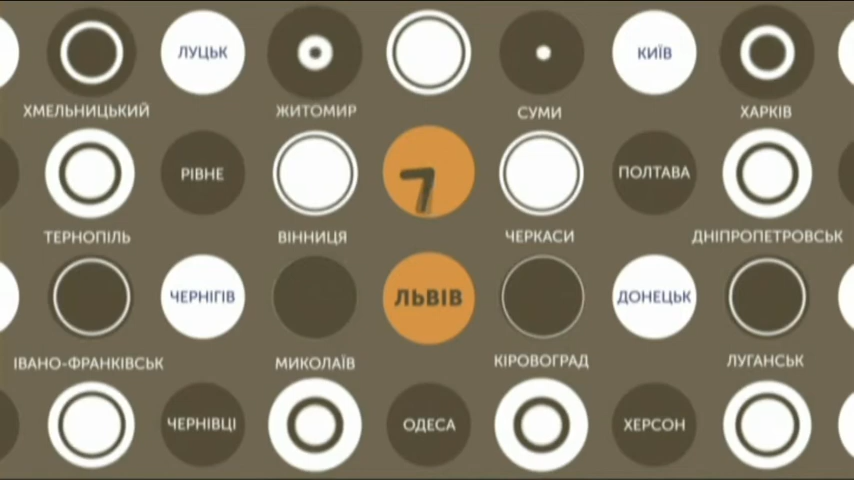 ЛУЦЬК
КИЇВ
ХМЕЛЬНИЦЬКИЙ
ЖИТОМИР
СУМИ
ХАРКІВ
РІВНЕ
7
ПОЛТАВА
ТЕРНОПІЛЬ
ВІННИЦЯ
ЧЕРКАСИ
ДНІПРОПЕТРОВСЬК
ЧЕРНІГІВ
ЛЬВІВ
ДОНЕЦЬК
ІВАНО-ФРАНКІВСЬК
МИКОЛАЇВ
КІРОВОГРАД
ЛУГАНСЬК
ЧЕРНІВЦІ
ОДЕСА
ХЕРСОН